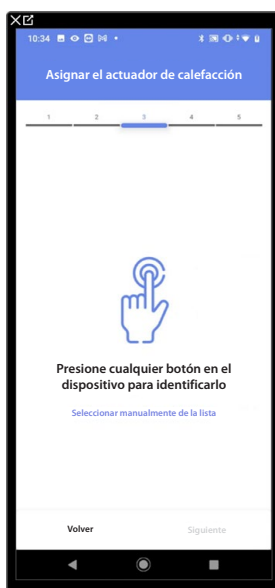 10:34
Asignar el actuador de calefacción
1 2 3 4 5
Presione cualquier botón en el
dispositivo para identificarlo
Seleccionar manualmente de la lista
Volver Siguiente